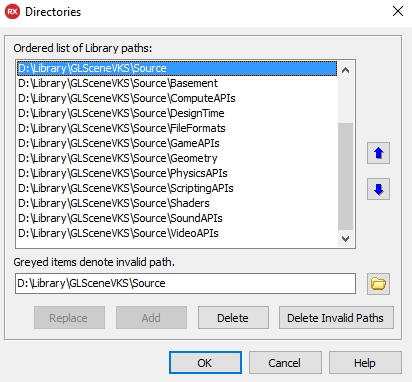 RX Directories
Ordered list of Library paths:
D:\Library\GLSceneVKS\Source
D:\Library\GLSceneVKS\Source\Basement
D:\Library\GLSceneVKS\Source\ComputeAPIs
D:\Library\GLSceneVKS\Source\DesignTime
D:\Library\GLSceneVKS\Source\FileFormats
D:\Library\GLSceneVKS\Source\GameAPIs
D:\Library\GLSceneVKS\Source\Geometry
D:\Library\GLSceneVKS\Source\PhysicsAPIs
D:\Library\GLSceneVKS\Source\ScriptingAPIs
D:\Library\GLSceneVKS\Source\Shaders
D:\Library\GLSceneVKS\Source\SoundAPIs
D:\Library\GLSceneVKS\Source\VideoAPIs
Greyed items denote invalid path.
D:\Library\GLSceneVKS\Source
Replace Add Delete Delete Invalid Paths
OK Cancel Help